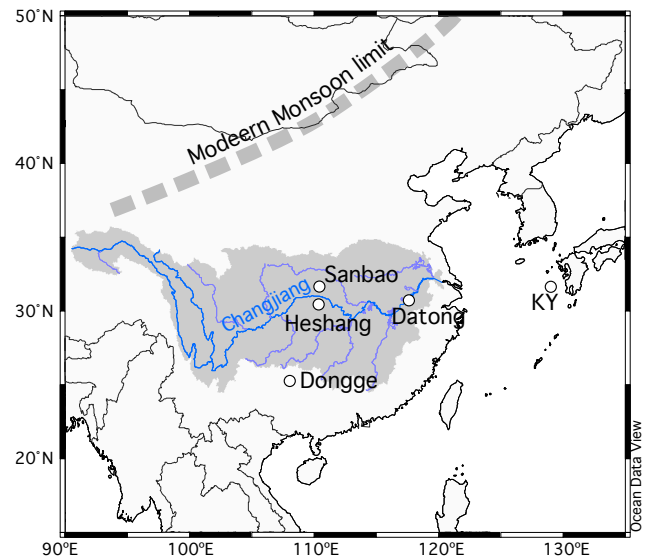 50°N
Modeern Monsoon limit
40°N
Sanbao
Changjiang
KY
30°N
Heshang
Datong
Dongge
20°N
Ocean Data View
90°E
100°E
110°E
120°E
130°E